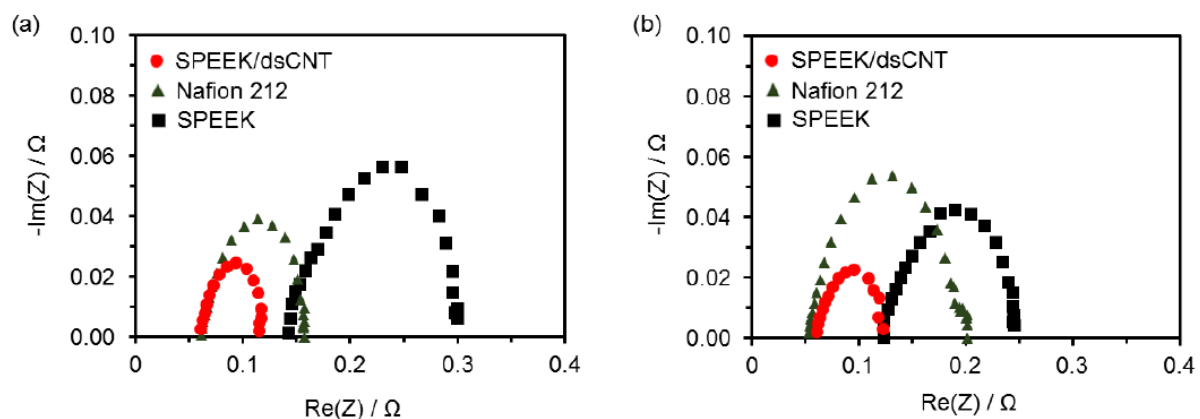 (a)
0.10
0.08
0.06
0.04
0.02
0.00
-Im(Z) / Ω
SPEEK/dsCNT
Nafion 212
SPEEK
0
0.1
0.2
0.3
0.4
Re(Z) / Ω
(b)
0.10
0.08
0.06
0.04
0.02
0.00
-Im(Z) / Ω
SPEEK/dsCNT
Nafion 212
SPEEK
0
0.1
0.2
0.3
0.4
Re(Z) / Ω